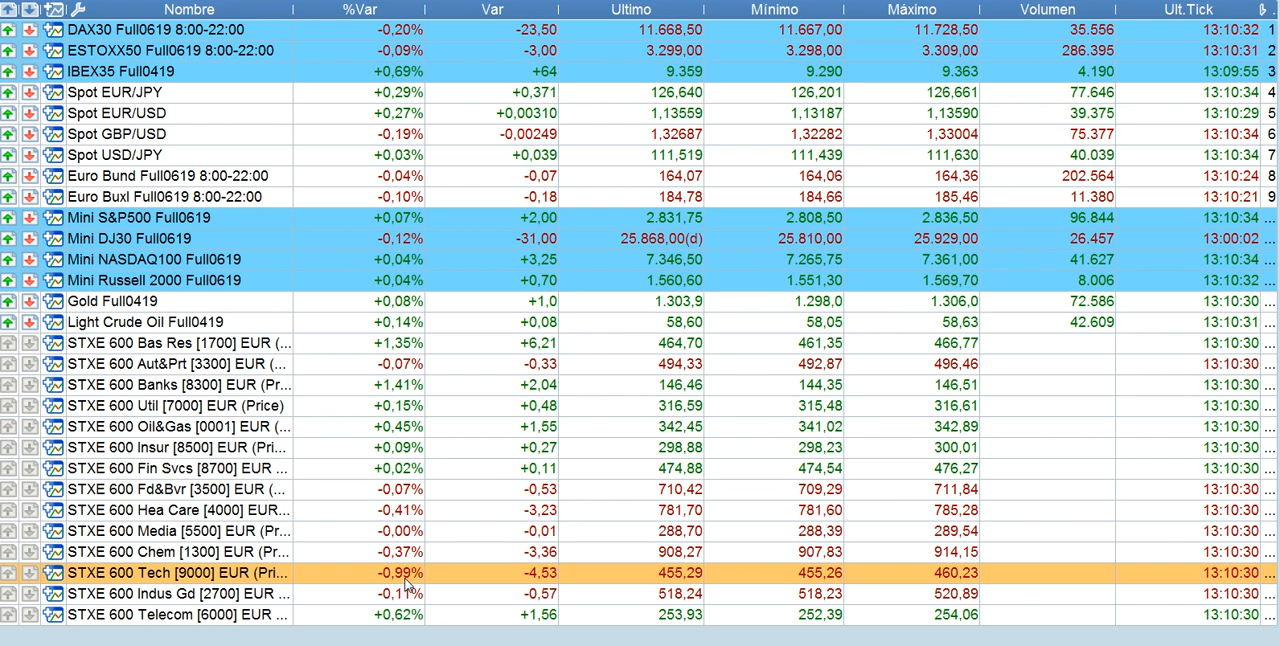 Nombre %Var Var Ultimo Mínimo Máximo Volumen Ult.Tick
DAX30 Full0619 8:00-22:00 -0,20% -23,50 11.668,50 11.667,00 11.728,50 35.556 13:10:32 1
ESTOXX50 Full0619 8:00-22:00 -0,09% -3,00 3.299,00 3.298,00 3.309,00 286.395 13:10:31 2
IBEX35 Full0419 +0,69% +64 9.359 9.290 9.363 4.190 13:09:55 3
Spot EUR/JPY +0,29% +0,371 126,640 126,201 126,661 77.646 13:10:34 4
Spot EUR/USD +0,27% +0,00310 1,13559 1,13187 1,13590 39.375 13:10:29 5
Spot GBP/USD -0,19% -0,00249 1,32687 1,32282 1,33004 75.377 13:10:34 6
Spot USD/JPY +0,03% +0,039 111,519 111,439 111,630 40.039 13:10:34 7
Euro Bund Full0619 8:00-22:00 -0,04% -0,07 164,07 164,06 164,36 202.564 13:10:24 8
Euro Buxl Full0619 8:00-22:00 -0,10% -0,18 184,78 184,66 185,46 11.380 13:10:21 9
Mini S&P500 Full0619 +0,07% +2,00 2.831,75 2.808,50 2.836,50 96.844 13:10:34 ...
Mini DJ30 Full0619 -0,12% -31,00 25.868,00(d) 25.810,00 25.929,00 26.457 13:00:02 ...
Mini NASDAQ100 Full0619 +0,04% +3,25 7.346,50 7.265,75 7.361,00 41.627 13:10:34 ...
Mini Russell 2000 Full0619 +0,04% +0,70 1.560,60 1.551,30 1.569,70 8.006 13:10:32 ...
Gold Full0419 +0,08% +1,0 1.303,9 1.298,0 1.306,0 72.586 13:10:30 ...
Light Crude Oil Full0419 +0,14% +0,08 58,60 58,05 58,63 42.609 13:10:31 ...
STXE 600 Bas Res [1700] EUR (... +1,35% +6,21 464,70 461,35 466,77 13:10:30 ...
STXE 600 Aut&Prt [3300] EUR (... -0,07% -0,33 494,33 492,87 496,46 13:10:30 ...
STXE 600 Banks [8300] EUR (Pr... +1,41% +2,04 146,46 144,35 146,51 13:10:30 ...
STXE 600 Util [7000] EUR (Price) +0,15% +0,48 316,59 315,48 316,61 13:10:30 ...
STXE 600 Oil&Gas [0001] EUR (... +0,45% +1,55 342,45 341,02 342,89 13:10:30 ...
STXE 600 Insur [8500] EUR (Pri... +0,09% +0,27 298,88 298,23 300,01 13:10:30 ...
STXE 600 Fin Svcs [8700] EUR ... +0,02% +0,11 474,88 474,54 476,27 13:10:30 ...
STXE 600 Fd&Bvr [3500] EUR (... -0,07% -0,53 710,42 709,29 711,84 13:10:30 ...
STXE 600 Hea Care [4000] EUR... -0,41% -3,23 781,70 781,60 785,28 13:10:30 ...
STXE 600 Media [5500] EUR (Pr... -0,00% -0,01 288,70 288,39 289,54 13:10:30 ...
STXE 600 Chem [1300] EUR (Pr... -0,37% -3,36 908,27 907,83 914,15 13:10:30 ...
STXE 600 Tech [9000] EUR (Pri... -0,99% -4,53 455,29 455,26 460,23 13:10:30 ...
STXE 600 Indus Gd [2700] EUR ... -0,11% -0,57 518,24 518,23 520,89 13:10:30 ...
STXE 600 Telecom [6000] EUR ... +0,62% +1,56 253,93 252,39 254,06 13:10:30 ...